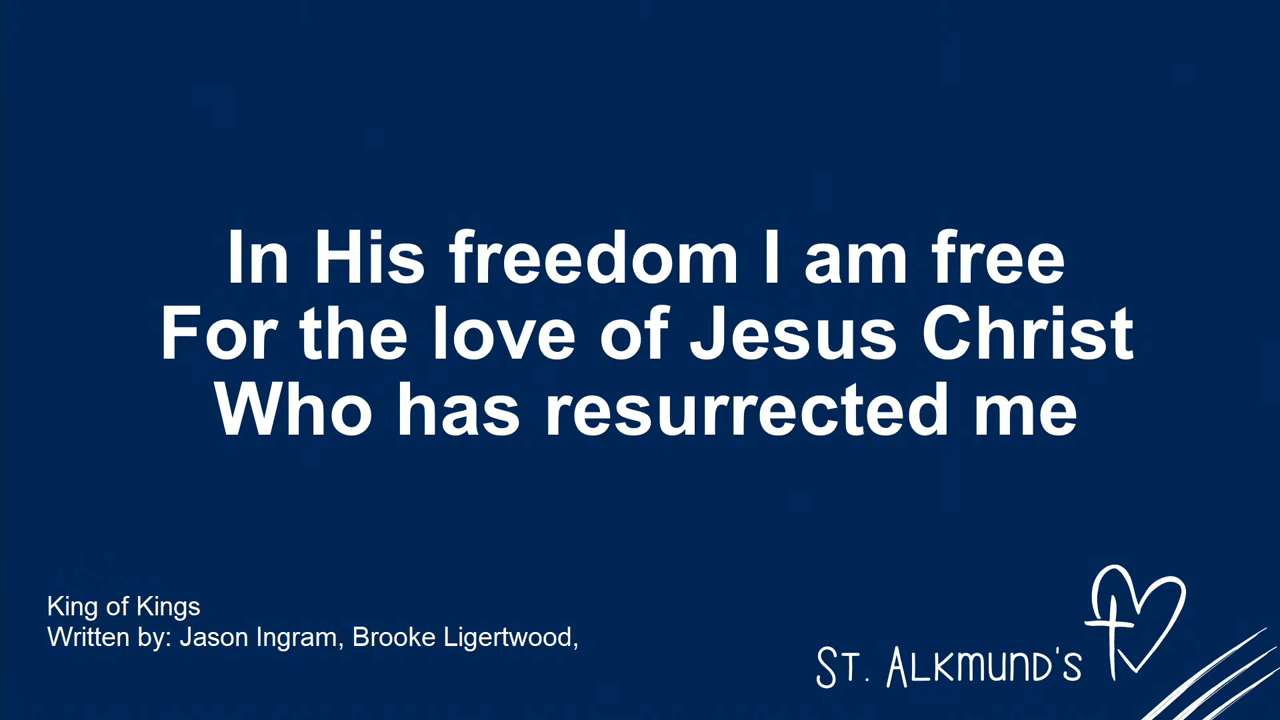 In His freedom I am free
For the love of Jesus Christ
Who has resurrected me
King of Kings
Written by: Jason Ingram, Brooke Ligertwood,
ST. ALKMUND'S